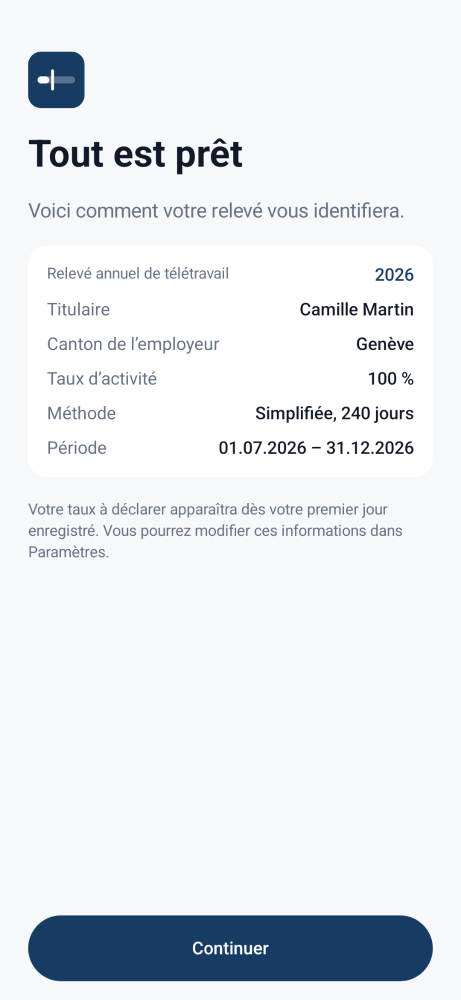 Tout est prêt
Voici comment votre relevé vous identifiera.
Relevé annuel de télétravail 2026
Titulaire Camille Martin
Canton de l’employeur Genève
Taux d’activité 100 %
Méthode Simplifiée, 240 jours
Période 01.07.2026 – 31.12.2026
Votre taux à déclarer apparaîtra dès votre premier jour
enregistré. Vous pourrez modifier ces informations dans
Paramètres.
Continuer